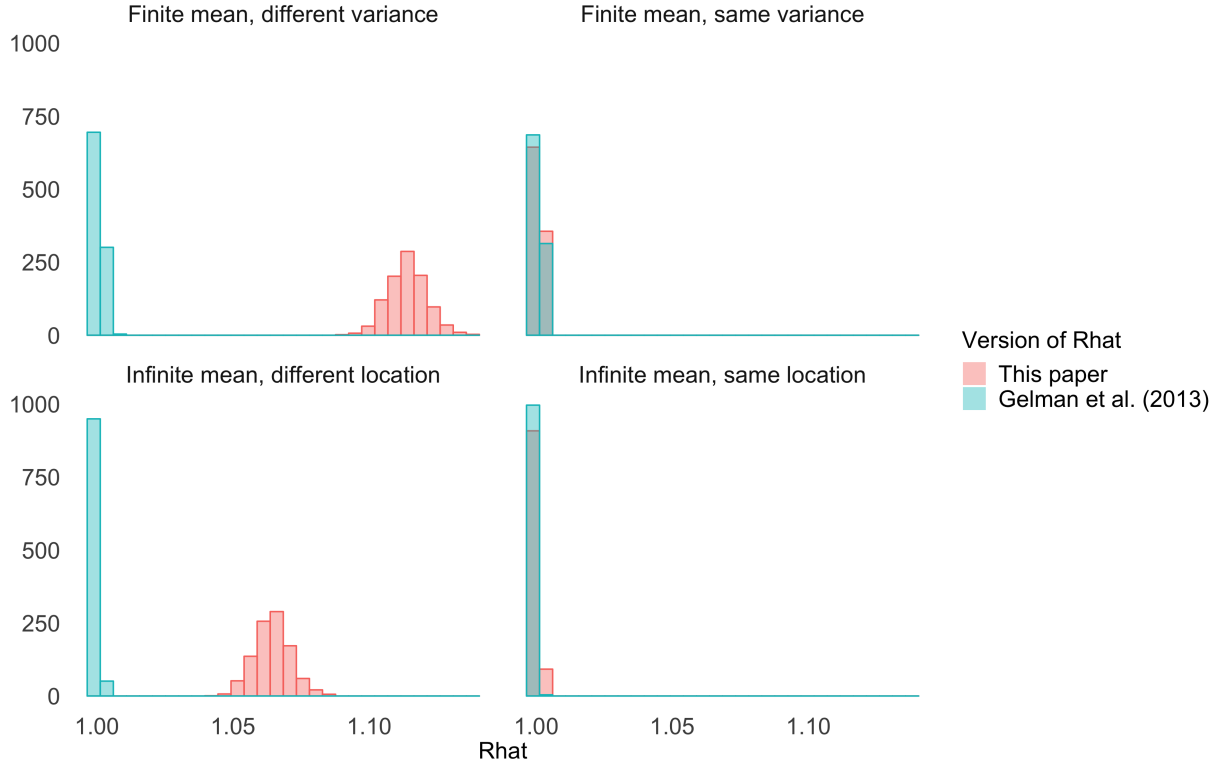 Finite mean, different variance
Finite mean, same variance
1000
750
500
250
0
Infinite mean, different location
Infinite mean, same location
1000
750
500
250
0
1.00 1.05 1.10
1.00 1.05 1.10
Rhat
Version of Rhat
This paper
Gelman et al. (2013)